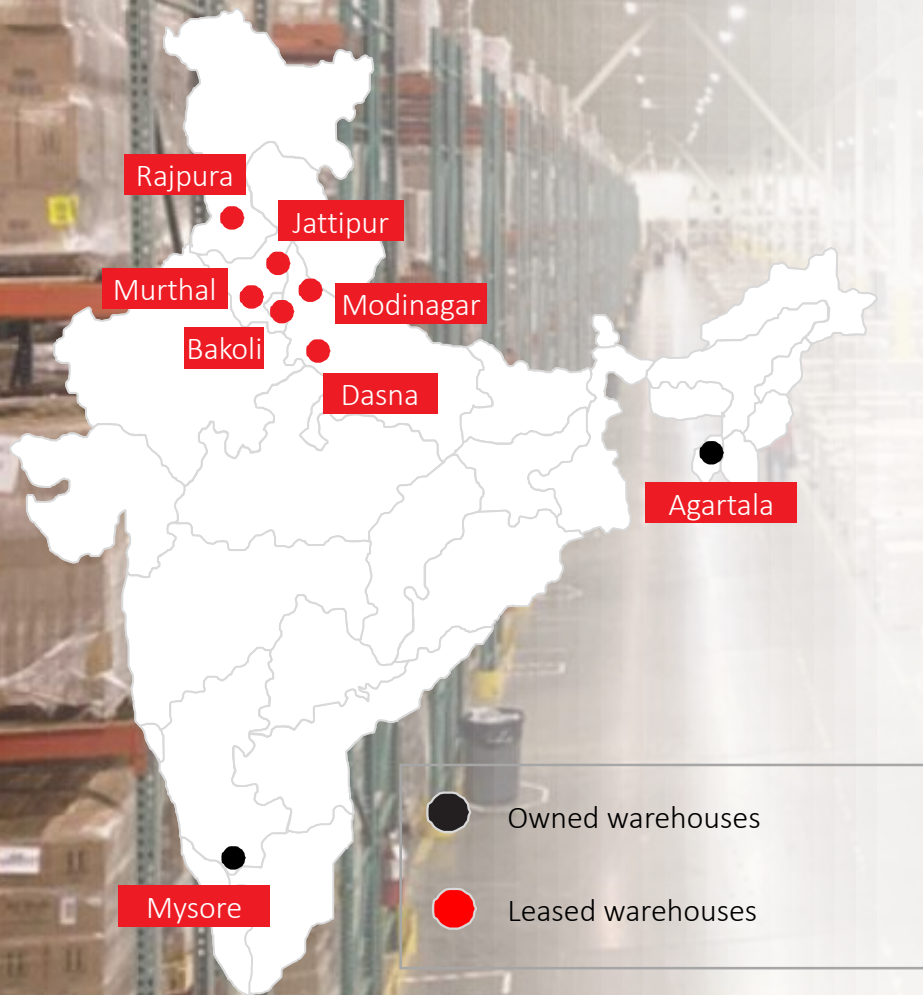 Rajpura
Jattipur
Murthal
Modinagar
Bakoli
Dasna
Agartala
Mysore
Owned warehouses
Leased warehouses